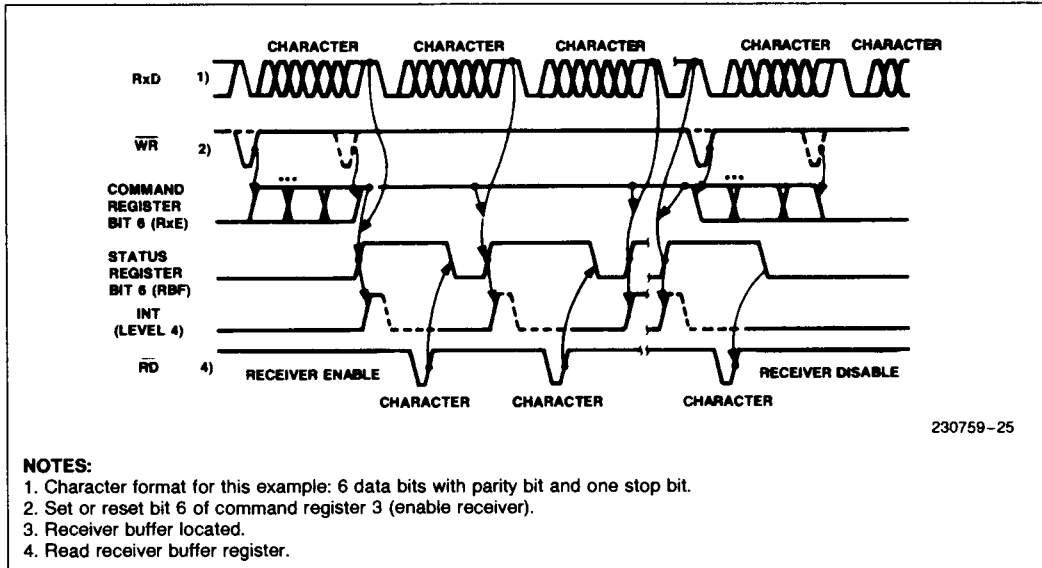 CHARACTER CHARACTER CHARACTER CHARACTER CHARACTER
RxD 1)
WR 2)
... ...
COMMAND
REGISTER
BIT 6 (RxE)
STATUS
REGISTER
BIT 6 (RBF)
INT
(LEVEL 4)
RD 4) RECEIVER ENABLE RECEIVER DISABLE
CHARACTER CHARACTER CHARACTER
230759-25
NOTES:
1. Character format for this example: 6 data bits with parity bit and one stop bit.
2. Set or reset bit 6 of command register 3 (enable receiver).
3. Receiver buffer located.
4. Read receiver buffer register.